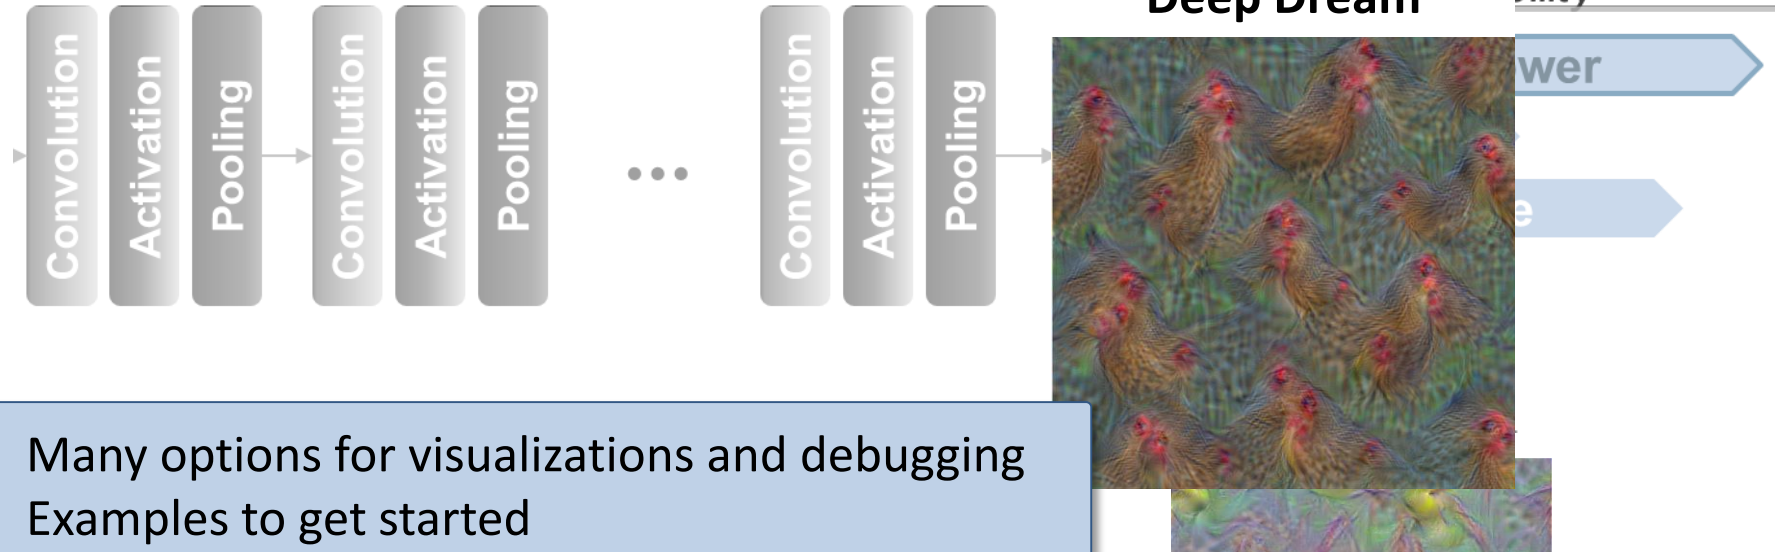 Deep Dream
Convolution
Activation
Pooling
Convolution
Activation
Pooling
...
Convolution
Activation
Pooling
wer
e
Many options for visualizations and debugging
Examples to get started